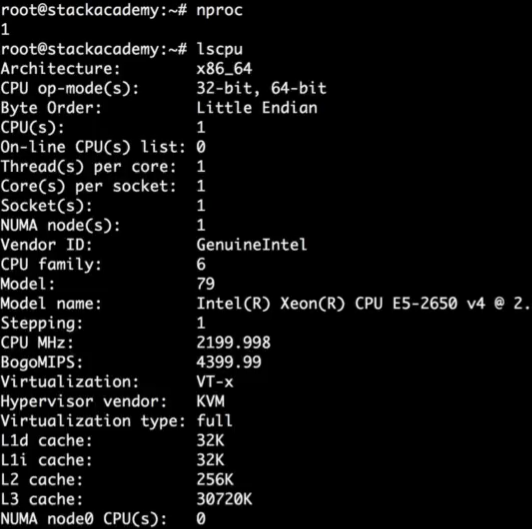 root@stackacademy:~# nproc
1
root@stackacademy:~# lscpu
Architecture: x86_64
CPU op-mode(s): 32-bit, 64-bit
Byte Order: Little Endian
CPU(s): 1
On-line CPU(s) list: 0
Thread(s) per core: 1
Core(s) per socket: 1
Socket(s): 1
NUMA node(s): 1
Vendor ID: GenuineIntel
CPU family: 6
Model: 79
Model name: Intel(R) Xeon(R) CPU E5-2650 v4 @ 2.
Stepping: 1
CPU MHz: 2199.998
BogoMIPS: 4399.99
Virtualization: VT-x
Hypervisor vendor: KVM
Virtualization type: full
L1d cache: 32K
L1i cache: 32K
L2 cache: 256K
L3 cache: 30720K
NUMA node0 CPU(s): 0